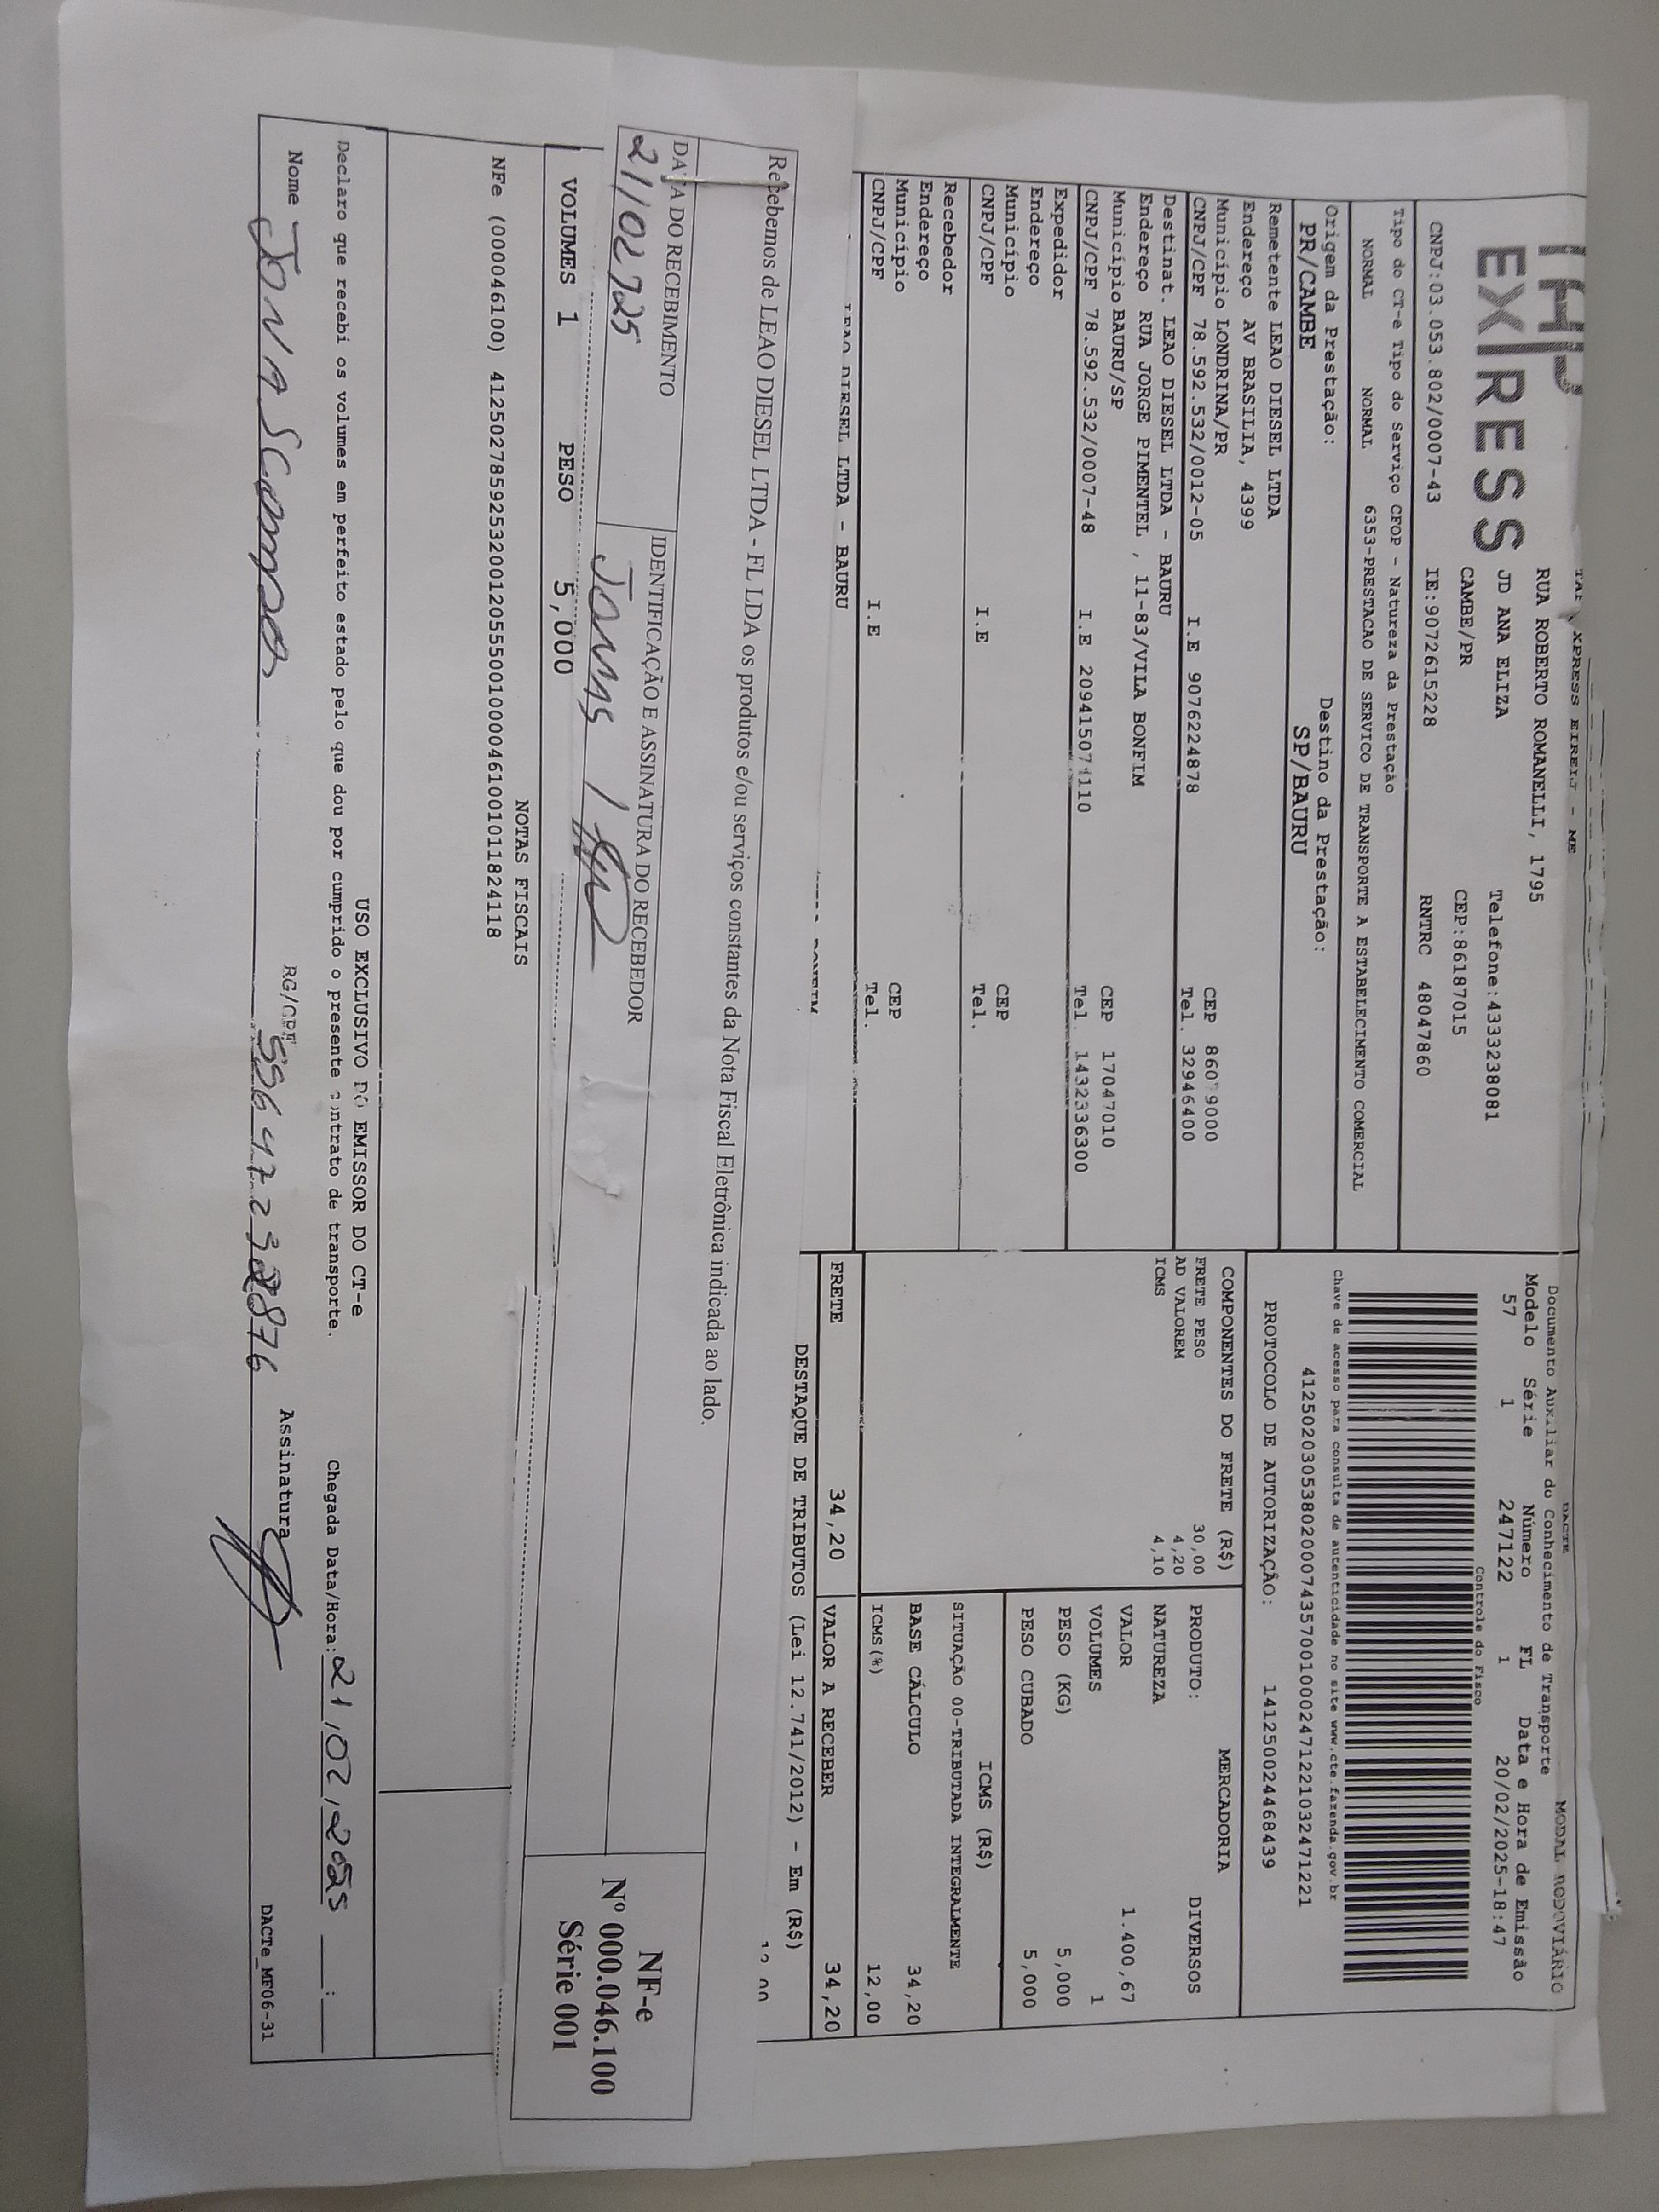 EXPRESS
XPRESS EIRELI - ME
RUA ROBERTO ROMANELLI, 1795
JD ANA ELIZA Telefone:4333238081
CAMBE/PR CEP:86187015
CNPJ:03.053.802/0007-43 IE:9072615228 RNTRC 48047860
Tipo do CT-e Tipo do Serviço CFOP - Natureza da Prestação
NORMAL NORMAL 6353-PRESTACAO DE SERVICO DE TRANSPORTE A ESTABELECIMENTO COMERCIAL
Origem da Prestação: Destino da Prestação:
PR/CAMBE SP/BAURU
Remetente LEAO DIESEL LTDA
Endereço AV BRASILIA, 4399
Município LONDRINA/PR CEP 860 9000
CNPJ/CPF 78.592.532/0012-05 I.E 9076224878 Tel. 32946400
Destinat. LEAO DIESEL LTDA - BAURU
Endereço RUA JORGE PIMENTEL , 11-83/VILA BONFIM
Município BAURU/SP CEP 17047010
CNPJ/CPF 78.592.532/0007-48 I.E 209415071110 Tel. 1432336300
Expedidor
Endereço
Município CEP
CNPJ/CPF I.E Tel.
Recebedor
Endereço
Município CEP
CNPJ/CPF I.E Tel.
LEAO DIESEL LTDA - BAURU
DACTE MODAL RODOVIÁRIO
Documento Auxiliar do Conhecimento de Transporte
Modelo Série Número FL Data e Hora de Emissão
57 1 247122 1 20/02/2025-18:47
Controle do Fisco
Chave de acesso para consulta de autenticidade no site www.cte.fazenda.gov.br
41250203053802000743570010002471221032471221
PROTOCOLO DE AUTORIZAÇÃO: 141250024468439
COMPONENTES DO FRETE (R$)
FRETE PESO 30,00
AD VALOREM 4,20
ICMS 4,10
MERCADORIA
PRODUTO: DIVERSOS
NATUREZA
VALOR 1.400,67
VOLUMES 1
PESO (KG) 5,000
PESO CUBADO 5,000
ICMS (R$)
SITUAÇÃO 00-TRIBUTADA INTEGRALMENTE
BASE CÁLCULO 34,20
ICMS(%) 12,00
FRETE 34,20 VALOR A RECEBER 34,20
DESTAQUE DE TRIBUTOS (Lei 12.741/2012) - Em (R$)
Recebemos de LEAO DIESEL LTDA - FL LDA os produtos e/ou serviços constantes da Nota Fiscal Eletrônica indicada ao lado.
DATA DO RECEBIMENTO IDENTIFICAÇÃO E ASSINATURA DO RECEBEDOR
21/02/25 Jonas
NF-e
Nº 000.046.100
Série 001
VOLUMES 1 PESO 5,000
NOTAS FISCAIS
NFe (000046100) 41250278592532001205550010000461001011824118
USO EXCLUSIVO DO EMISSOR DO CT-e
Declaro que recebi os volumes em perfeito estado pelo que dou por cumprido o presente contrato de transporte. Chegada Data/Hora: 21/02/2025 __:__
Nome Jonas RG/CPF Assinatura
DACTe_MF06-31